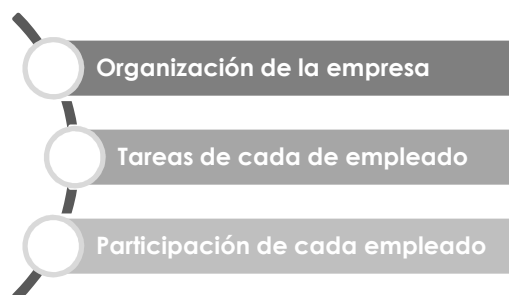 Organización de la empresa
Tareas de cada de empleado
Participación de cada empleado